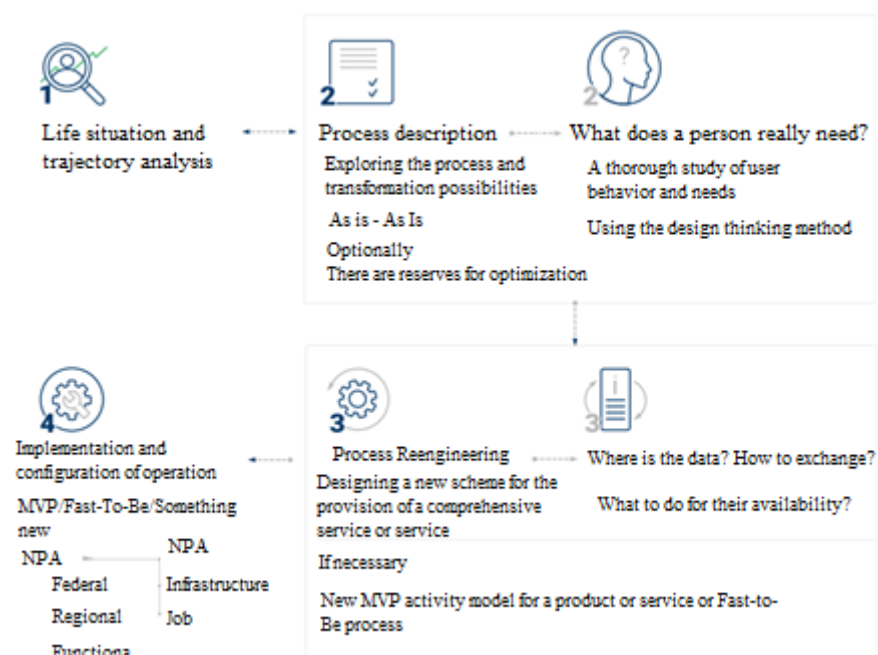 1
Life situation and
trajectory analysis
2
Process description
Exploring the process and
transformation possibilities
As is - As Is
Optionally
There are reserves for optimization
?
2
What does a person really need?
A thorough study of user
behavior and needs
Using the design thinking method
4
Implementation and
configuration of operation
MVP/Fast-To-Be/Something
new
NPA
NPA
Federal
Infrastructure
Regional
Job
Functiona
3
Process Reengineering
Designing a new scheme for the
provision of a comprehensive
service or service
i
3
Where is the data? How to exchange?
What to do for their availability?
If necessary
New MVP activity model for a product or service or Fast-to-
Be process